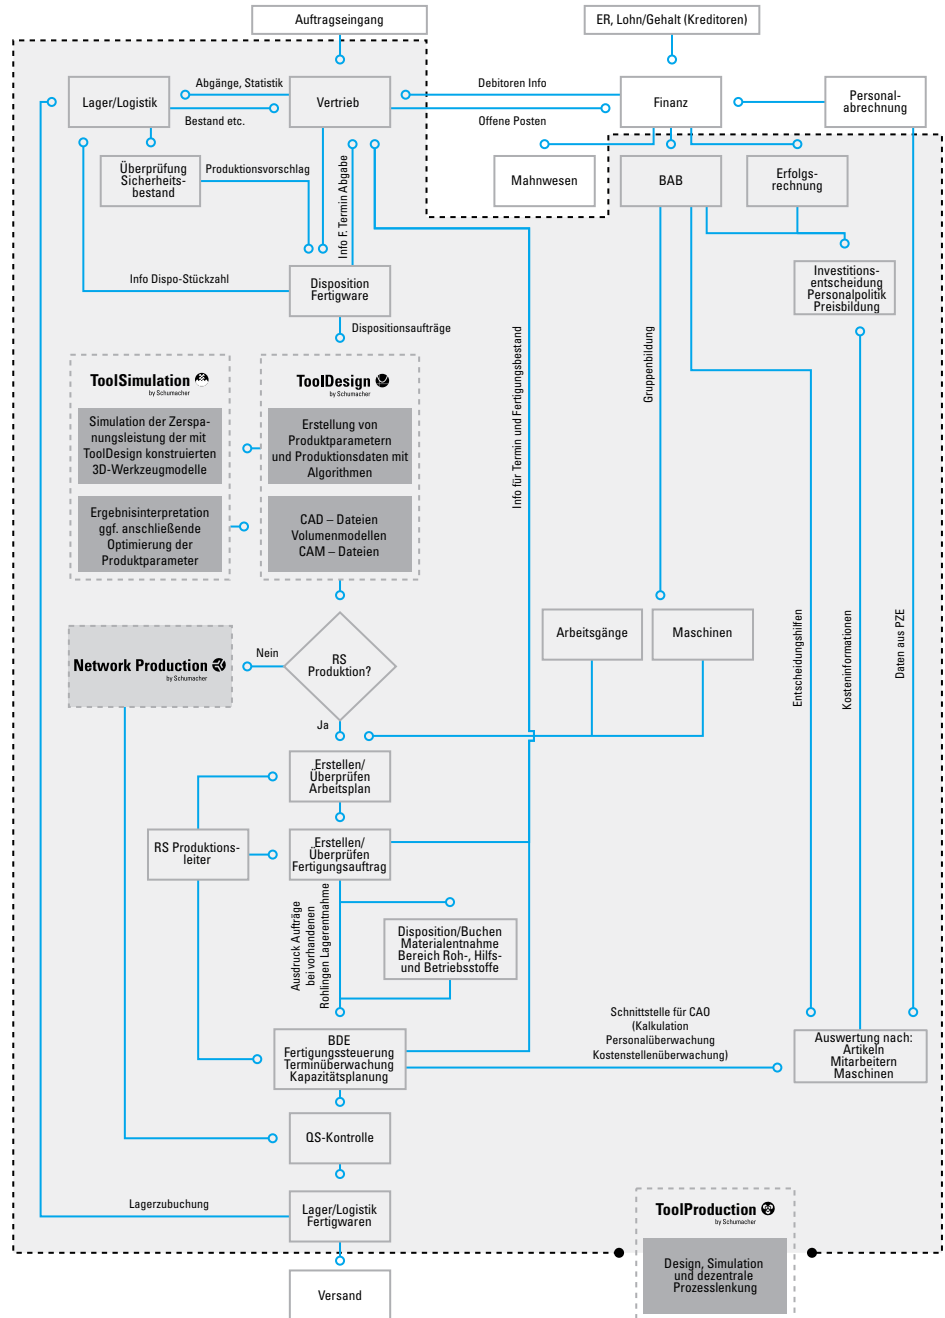 Auftragseingang
ER, Lohn/Gehalt (Kreditoren)
Abgänge, Statistik
Debitoren Info
Lager/Logistik
Vertrieb
Finanz
Personal-
abrechnung
Bestand etc.
Offene Posten
Überprüfung
Sicherheits-
bestand
Produktionsvorschlag
Info F. Termin Abgabe
Mahnwesen
BAB
Erfolgs-
rechnung
Info Dispo-Stückzahl
Disposition
Fertigware
Investitions-
entscheidung
Personalpolitik
Preisbildung
Dispositionsaufträge
Info für Termin und Fertigungsbestand
Gruppenbildung
ToolSimulation
by Schumacher
ToolDesign
by Schumacher
Simulation der Zerspa-
nungsleistung der mit
ToolDesign konstruierten
3D-Werkzeugmodelle
Erstellung von
Produktparametern
und Produktionsdaten mit
Algorithmen
Ergebnisinterpretation
ggf. anschließende
Optimierung der
Produktparameter
CAD – Dateien
Volumenmodellen
CAM – Dateien
Arbeitsgänge
Maschinen
Entscheidungshilfen
Kosteninformationen
Daten aus PZE
Network Production
by Schumacher
Nein
RS
Produktion?
Ja
Erstellen/
Überprüfen
Arbeitsplan
RS Produktions-
leiter
Erstellen/
Überprüfen
Fertigungsauftrag
Ausdruck Aufträge
bei vorhandenen
Rohlingen Lagerentnahme
Disposition/Buchen
Materialentnahme
Bereich Roh-, Hilfs-
und Betriebsstoffe
Schnittstelle für CAO
(Kalkulation
Personalüberwachung
Kostenstellenüberwachung)
BDE
Fertigungssteuerung
Terminüberwachung
Kapazitätsplanung
Auswertung nach:
Artikeln
Mitarbeitern
Maschinen
QS-Kontrolle
Lagerzubuchung
Lager/Logistik
Fertigwaren
ToolProduction
by Schumacher
Design, Simulation
und dezentrale
Prozesslenkung
Versand